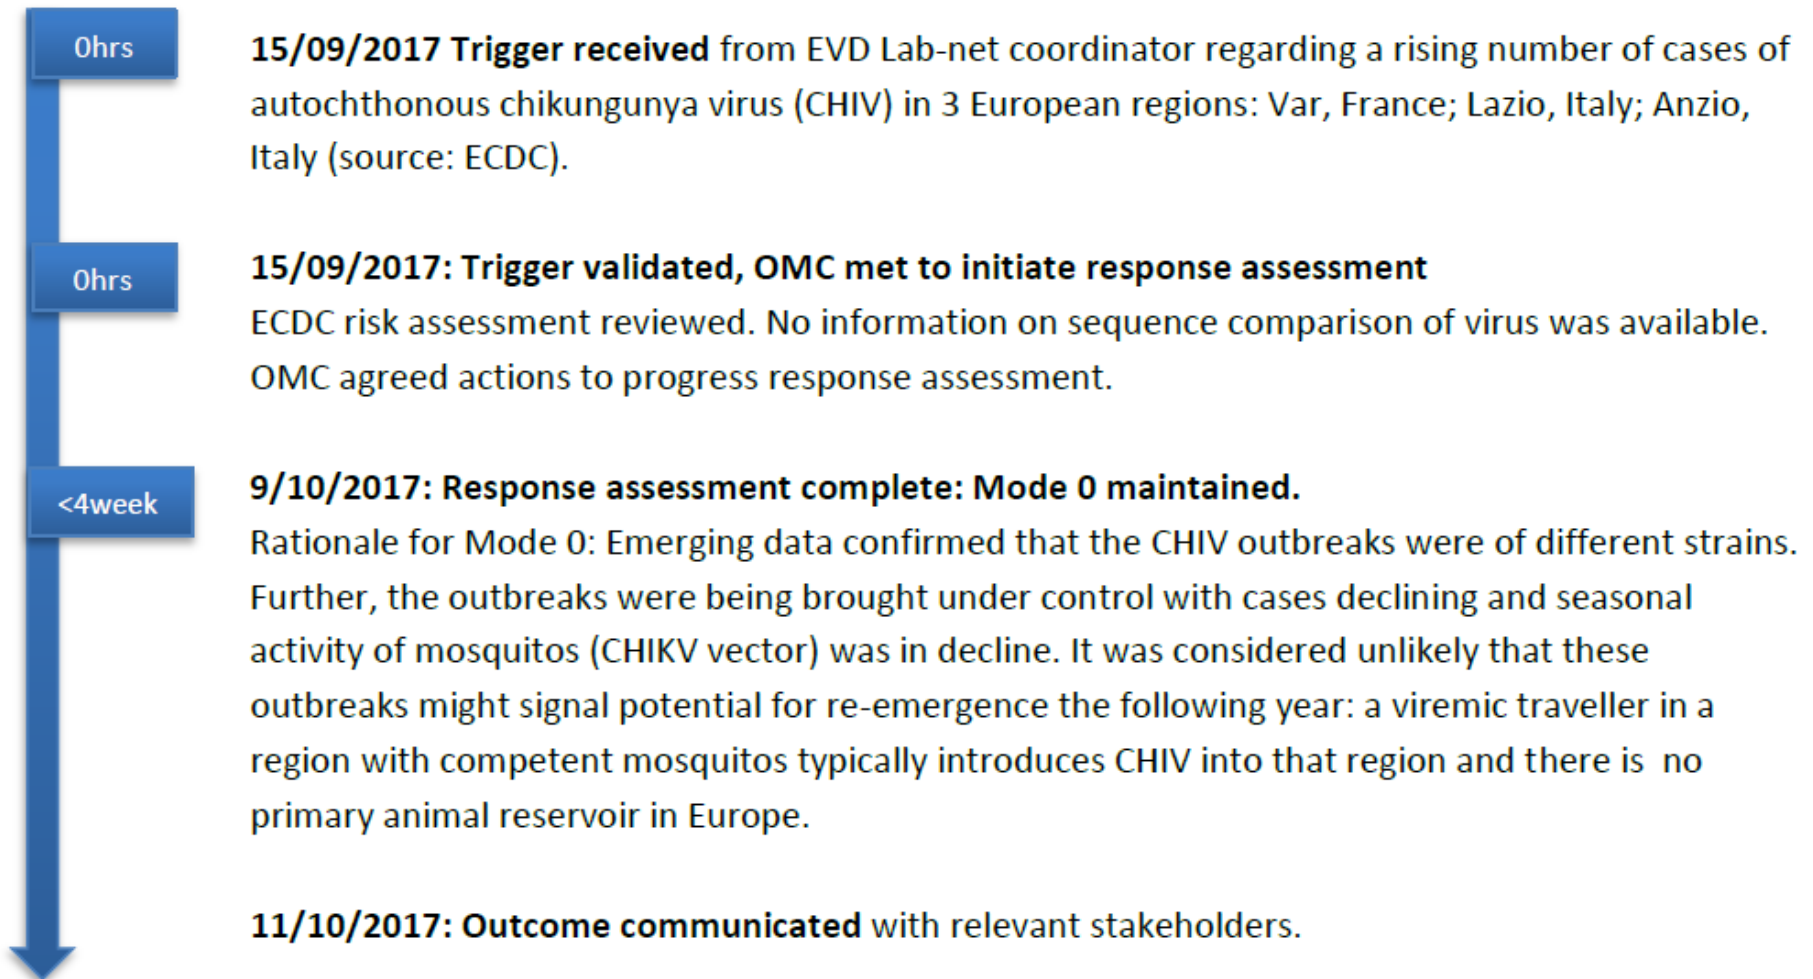 0hrs
15/09/2017 Trigger received from EVD Lab-net coordinator regarding a rising number of cases of
autochthonous chikungunya virus (CHIV) in 3 European regions: Var, France; Lazio, Italy; Anzio,
Italy (source: ECDC).
0hrs
15/09/2017: Trigger validated, OMC met to initiate response assessment
ECDC risk assessment reviewed. No information on sequence comparison of virus was available.
OMC agreed actions to progress response assessment.
<4week
9/10/2017: Response assessment complete: Mode 0 maintained.
Rationale for Mode 0: Emerging data confirmed that the CHIV outbreaks were of different strains.
Further, the outbreaks were being brought under control with cases declining and seasonal
activity of mosquitos (CHIKV vector) was in decline. It was considered unlikely that these
outbreaks might signal potential for re-emergence the following year: a viremic traveller in a
region with competent mosquitos typically introduces CHIV into that region and there is  no
primary animal reservoir in Europe.
11/10/2017: Outcome communicated with relevant stakeholders.